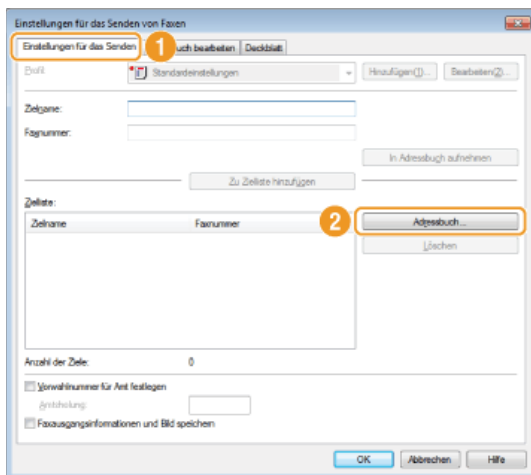 Einstellungen für das Senden von Faxen
Einstellungen für das Senden 1 uch bearbeiten Deckblatt
Profil Standardeinstellungen Hinzufügen(1)... Bearbeiten(2)...
Zielname:
Faxnummer:
In Adressbuch aufnehmen
Zu Zielliste hinzufügen
Zielliste:
Zielname Faxnummer 2 Adressbuch...
Löschen
Anzahl der Ziele: 0
Vorwahlnummer für Amt festlegen
Amtsholung:
Faxausgangsinformationen und Bild speichern
OK Abbrechen Hilfe